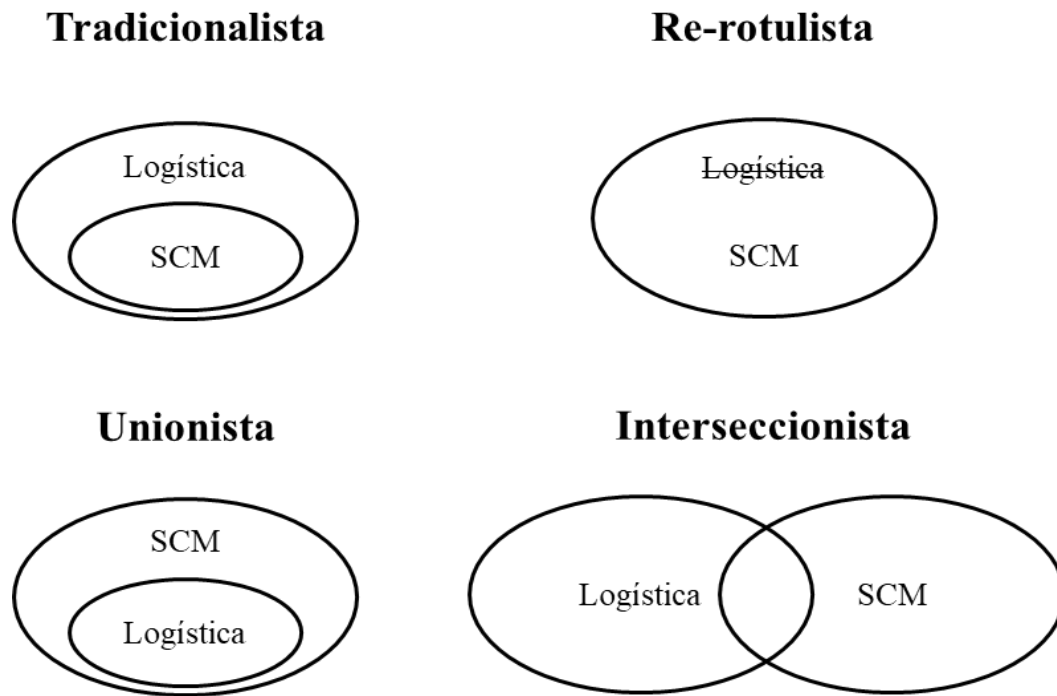 Tradicionalista
Re-rotulista
Logística
SCM
Logística
SCM
Unionista
Interseccionista
SCM
Logística
Logística
SCM